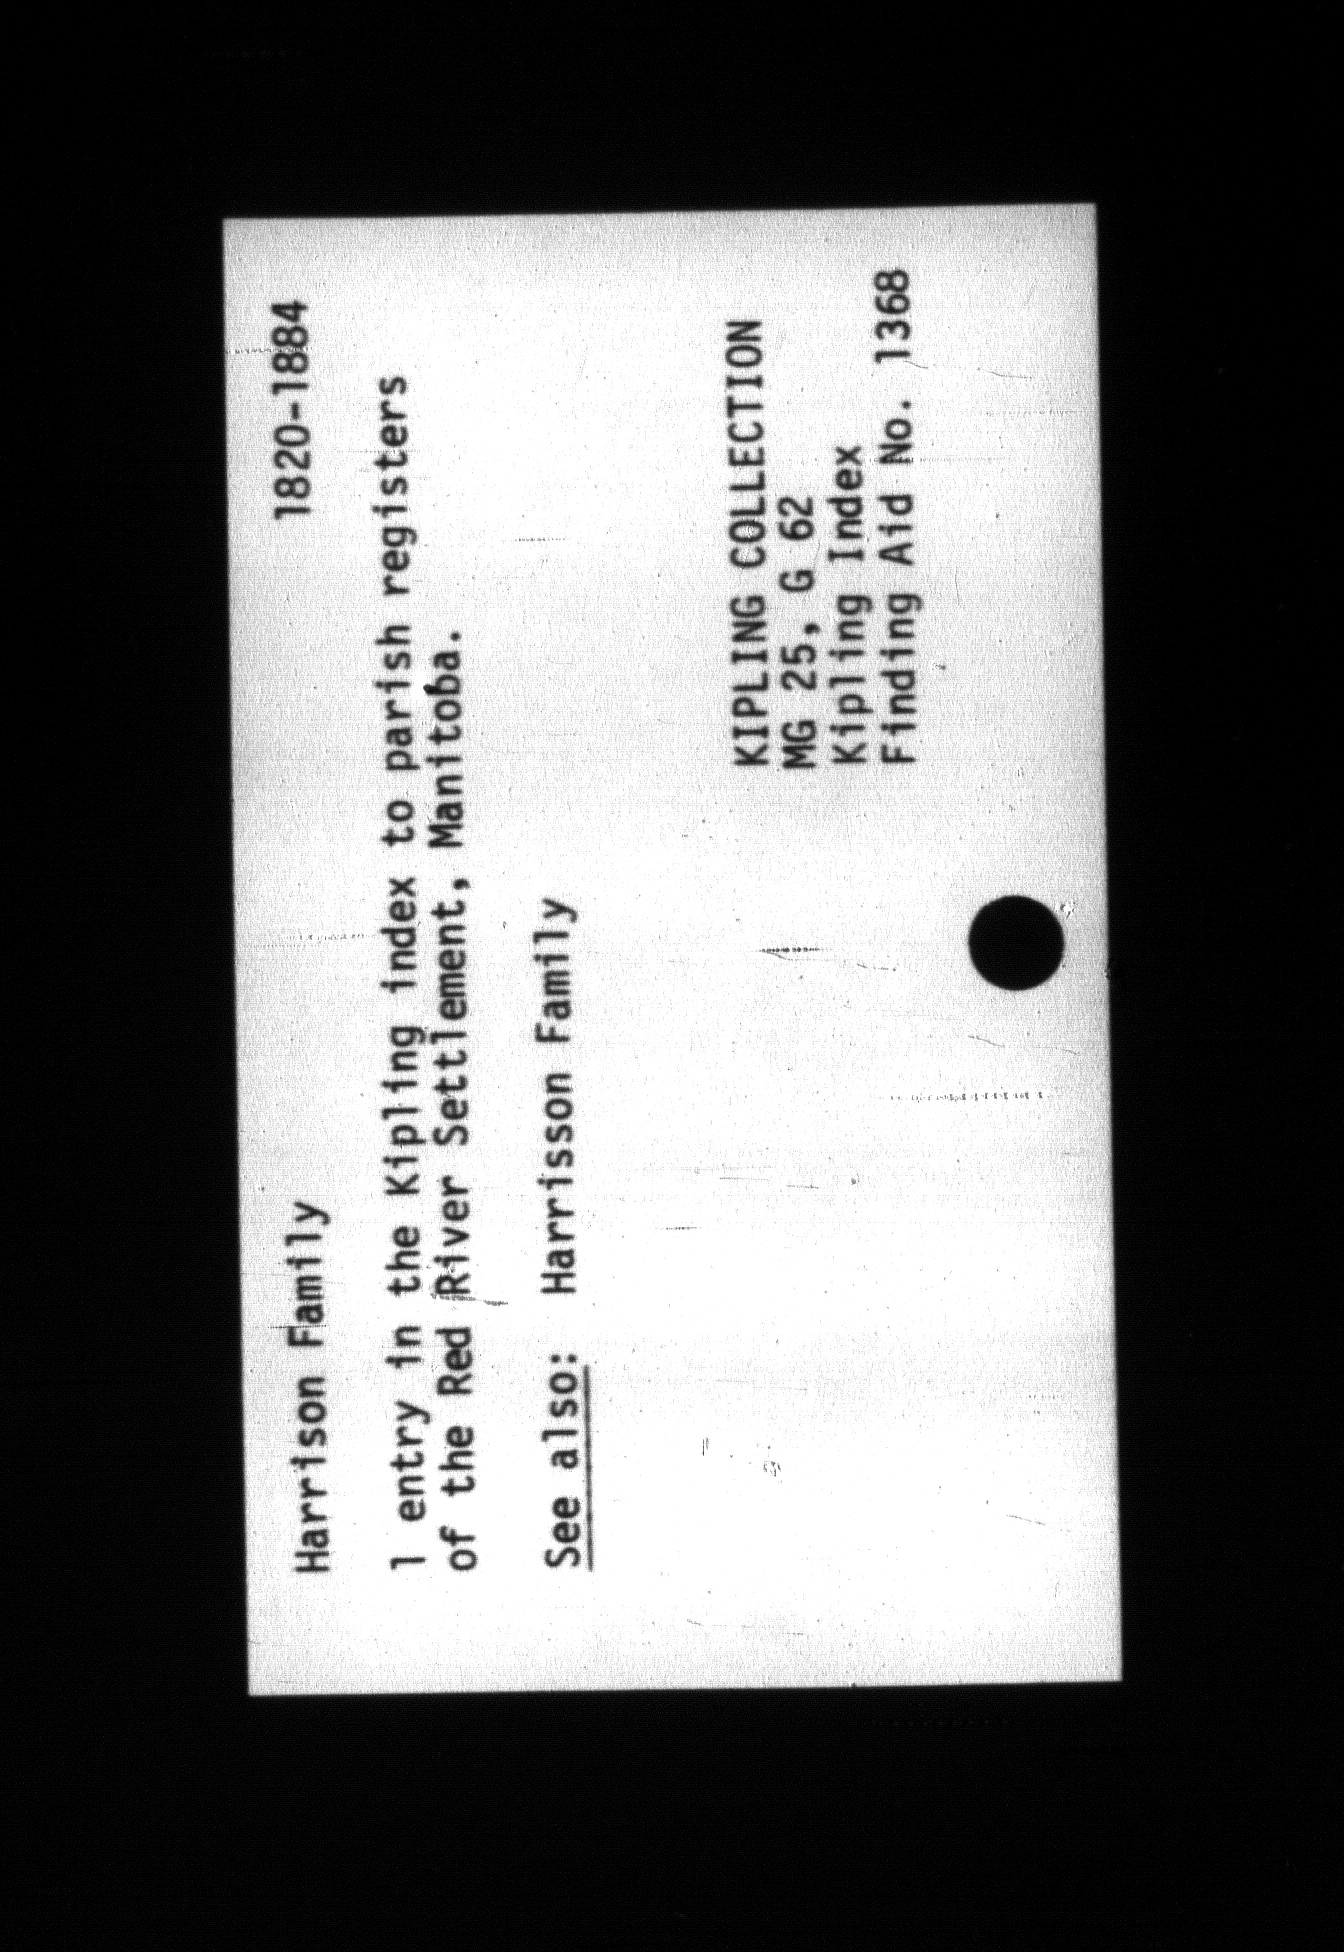 Harrison Family 1820-1884
1 entry in the Kipling index to parish registers
of the Red River Settlement, Manitoba.
See also: Harrisson Family
KIPLING COLLECTION
MG 25, G 62
Kipling Index
Finding Aid No. 1368